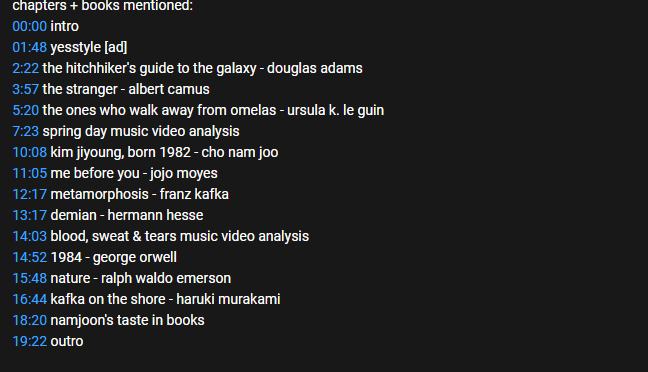 chapters + books mentioned:
00:00 intro
01:48 yesstyle [ad]
2:22 the hitchhiker's guide to the galaxy - douglas adams
3:57 the stranger - albert camus
5:20 the ones who walk away from omelas - ursula k. le guin
7:23 spring day music video analysis
10:08 kim jiyoung, born 1982 - cho nam joo
11:05 me before you - jojo moyes
12:17 metamorphosis - franz kafka
13:17 demian - hermann hesse
14:03 blood, sweat & tears music video analysis
14:52 1984 - george orwell
15:48 nature - ralph waldo emerson
16:44 kafka on the shore - haruki murakami
18:20 namjoon's taste in books
19:22 outro